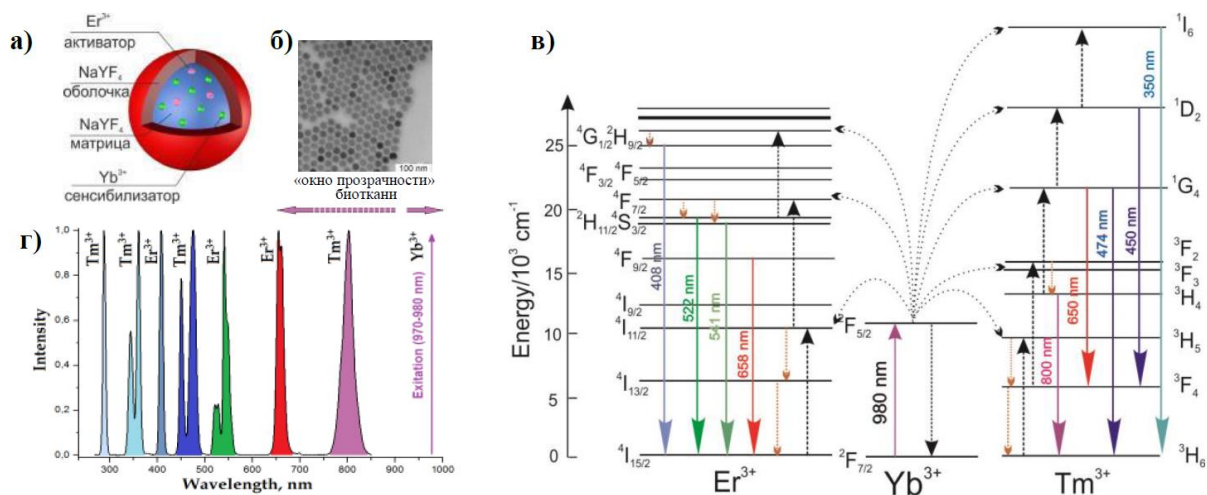 а)
Er³⁺
активатор
NaYF₄
оболочка
NaYF₄
матрица
Yb³⁺
сенсибилизатор
б)
100 nm
«окно прозрачности»
биоткани
г)
Intensity
1,0
0,8
0,6
0,4
0,2
0,0
Tm³⁺
Tm³⁺
Er³⁺
Tm³⁺
Er³⁺
Er³⁺
Tm³⁺
Yb³⁺
Exitation (970-980 nm)
300 400 500 600 700 800 900 1000
Wavelength, nm
в)
Energy/10³ cm⁻¹
25
20
15
10
5
0
⁴G₁/₂ ²H₉/₂
⁴F₃/₂ ⁴F₅/₂
⁴F₇/₂
²H₁₁/₂ ⁴S₃/₂
⁴F₉/₂
⁴I₉/₂
⁴I₁₁/₂
⁴I₁₃/₂
⁴I₁₅/₂
408 nm
522 nm
541 nm
658 nm
Er³⁺
²F₅/₂
980 nm
²F₇/₂
Yb³⁺
¹I₆
¹D₂
¹G₄
³F₂
³F₃
³H₄
³H₅
³F₄
³H₆
800 nm
650 nm
474 nm
450 nm
350 nm
Tm³⁺